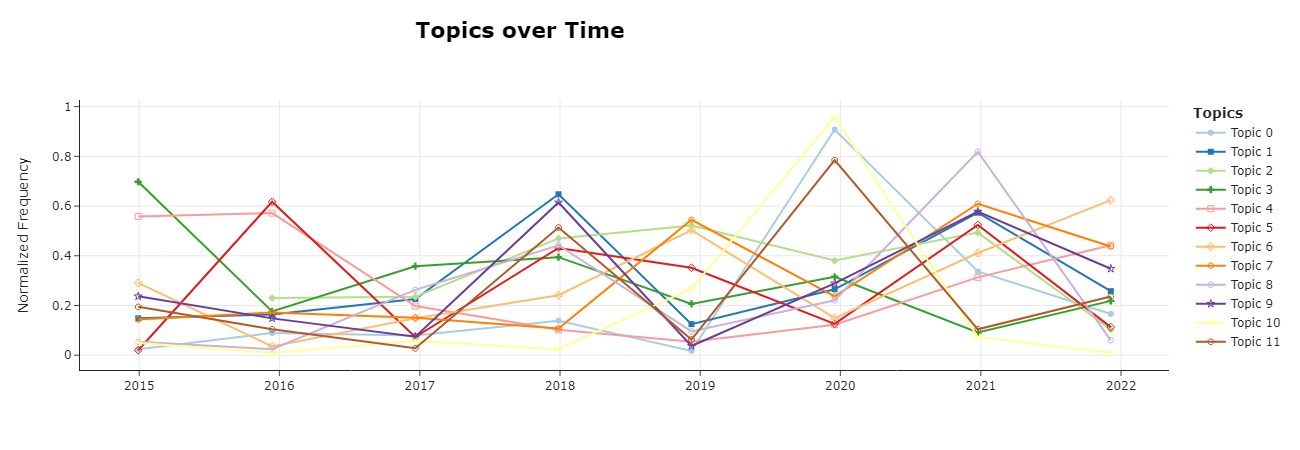 Topics over Time
Normalized Frequency
1
0.8
0.6
0.4
0.2
0
2015 2016 2017 2018 2019 2020 2021 2022
Topics
Topic 0
Topic 1
Topic 2
Topic 3
Topic 4
Topic 5
Topic 6
Topic 7
Topic 8
Topic 9
Topic 10
Topic 11